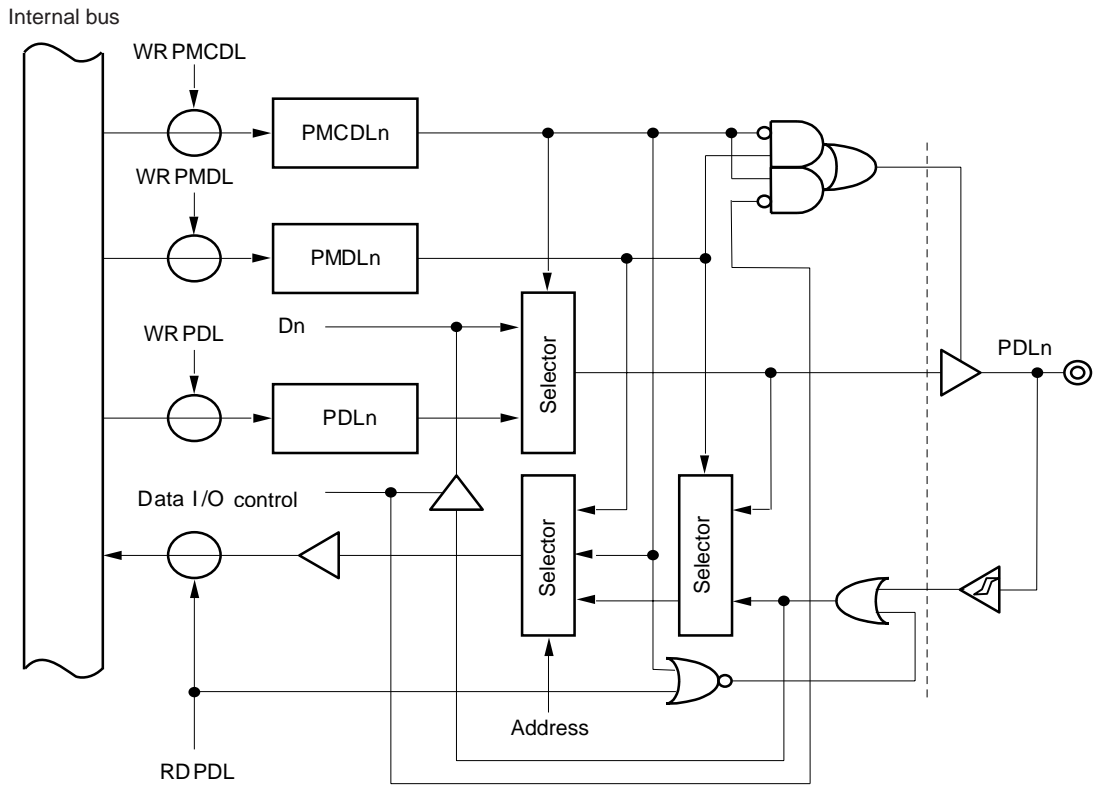 Internal bus
WR PMCDL
PMCDLn
WR PMDL
PMDLn
Dn
Selector
WR PDL
PDLn
PDLn
Data I/O control
Selector
Selector
Address
RD PDL